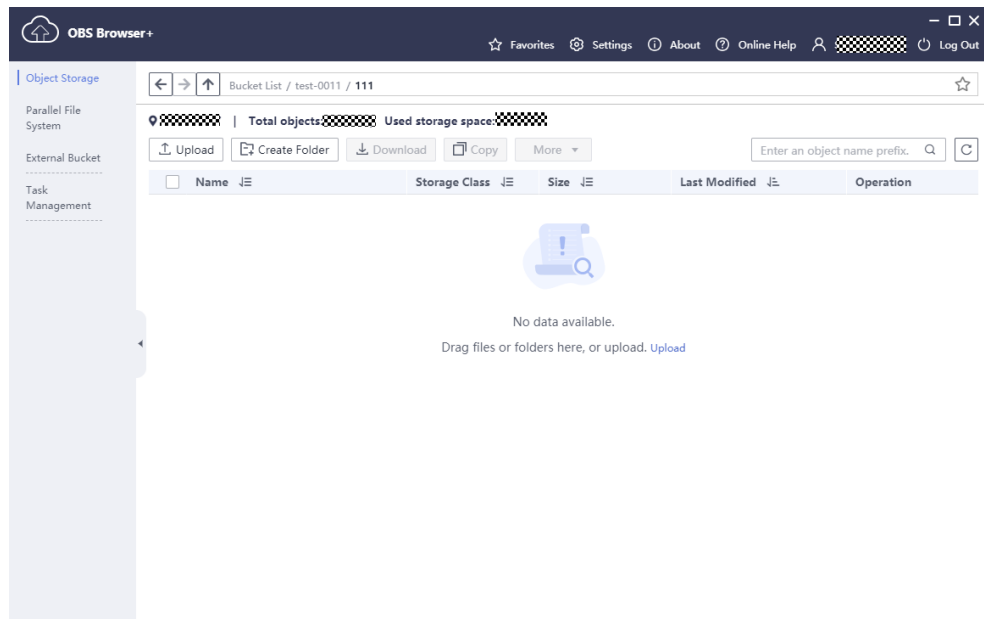 OBS Browser+
Favorites Settings About Online Help Log Out
Object Storage
Parallel File
System
External Bucket
Task
Management
Bucket List / test-0011 / 111
| Total objects: Used storage space:
Upload Create Folder Download Copy More Enter an object name prefix.
Name Storage Class Size Last Modified Operation
No data available.
Drag files or folders here, or upload. Upload